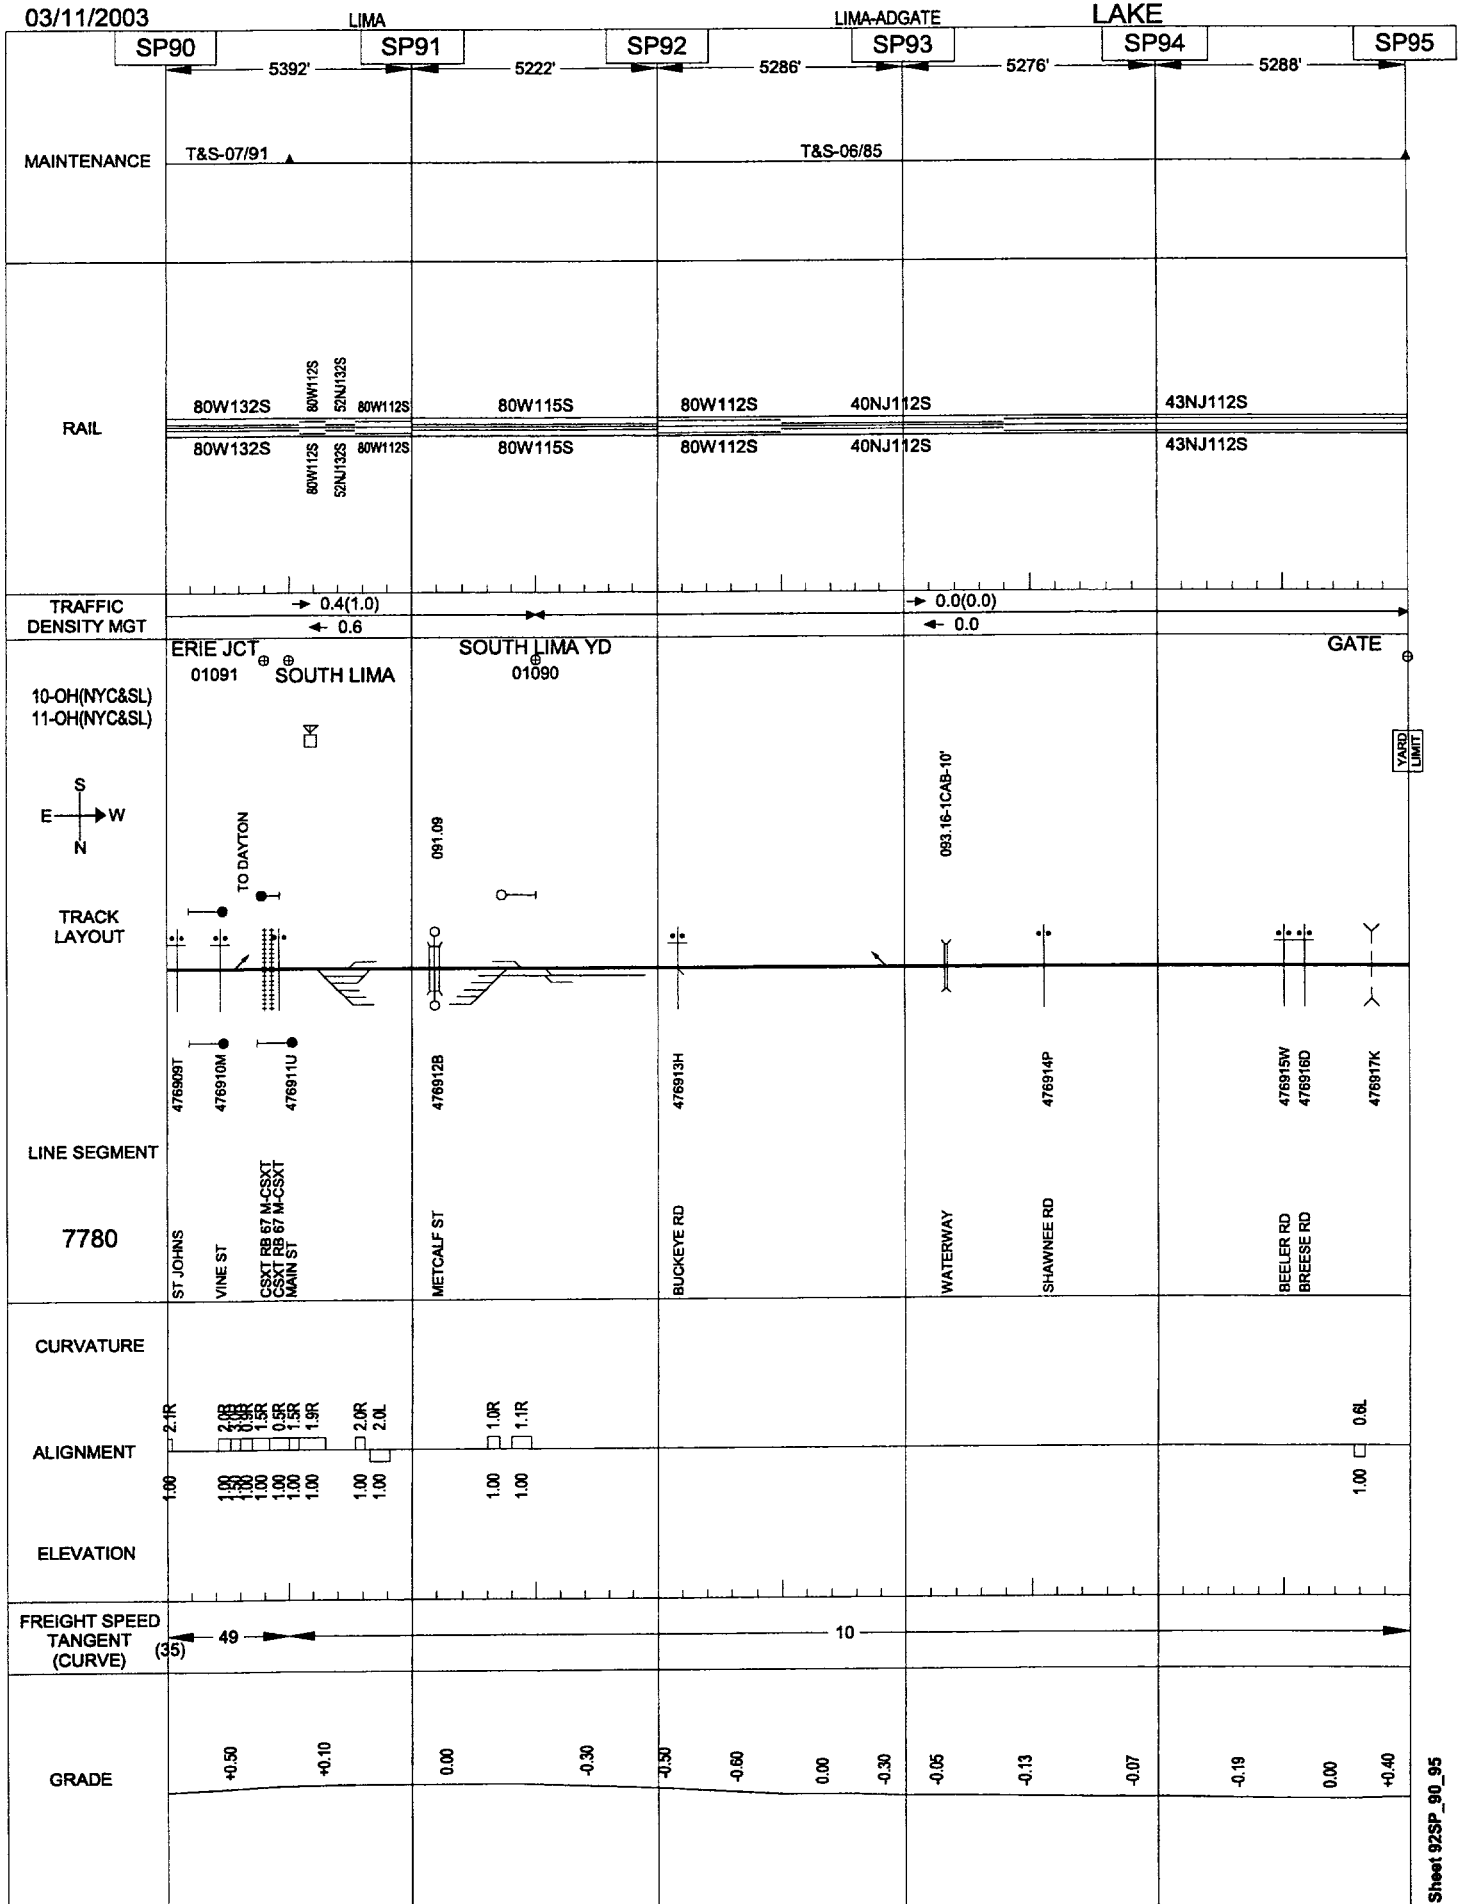 03/11/2003 LIMA LIMA-ADGATE LAKE
SP90 SP91 SP92 SP93 SP94 SP95
5392' 5222' 5286' 5276' 5288'
MAINTENANCE T&S-07/91 T&S-06/85
80W112S 52NJ132S
80W132S 80W112S 80W115S 80W112S 40NJ112S 43NJ112S
RAIL
80W132S 80W112S 80W115S 80W112S 40NJ112S 43NJ112S
80W112S 52NJ132S
TRAFFIC
DENSITY MGT
0.4(1.0) 0.0(0.0)
0.6 0.0
ERIE JCT SOUTH LIMA YD GATE
01091 SOUTH LIMA 01090
10-OH(NYC&SL)
11-OH(NYC&SL)
YARD
LIMIT
S
E W
N
TO DAYTON 091.09 093.16-1CAB-10'
TRACK
LAYOUT
476909T 476910M 476911U 476912B 476913H 476914P 476915W 476916D 476917K
LINE SEGMENT
7780
ST JOHNS
VINE ST
CSXT RB 67 M-CSXT
CSXT RB 67 M-CSXT
MAIN ST
METCALF ST
BUCKEYE RD
WATERWAY
SHAWNEE RD
BEELER RD
BREESE RD
CURVATURE
2.1R 2.0R 0.9R 1.5R 0.5R 1.5R 1.9R 2.0R 2.0L 1.0R 1.1R 0.6L
ALIGNMENT
1.00 1.00 1.50 1.00 1.00 1.00 1.00 1.00 1.00 1.00 1.00 1.00 1.00
ELEVATION
FREIGHT SPEED
TANGENT
(CURVE)
(35) 49 10
GRADE
+0.50 +0.10 0.00 -0.30 -0.50 -0.60 0.00 -0.30 -0.05 -0.13 -0.07 -0.19 0.00 +0.40
Sheet 92SP_90_95